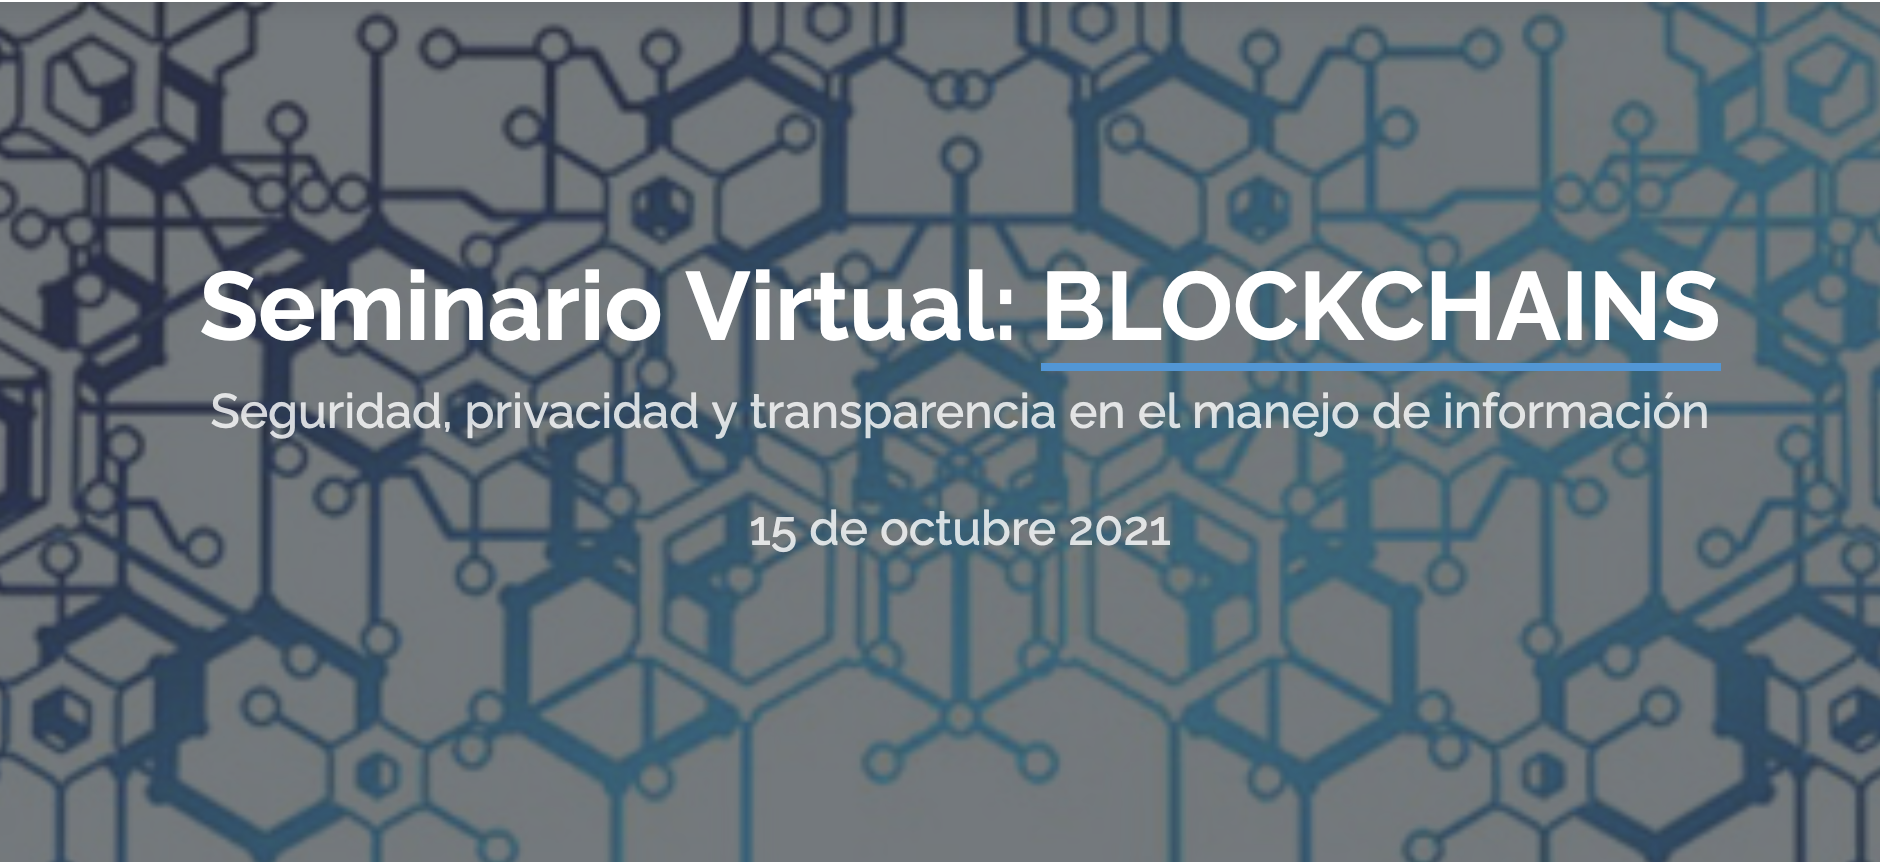 Seminario Virtual: BLOCKCHAINS
Seguridad, privacidad y transparencia en el manejo de información
15 de octubre 2021